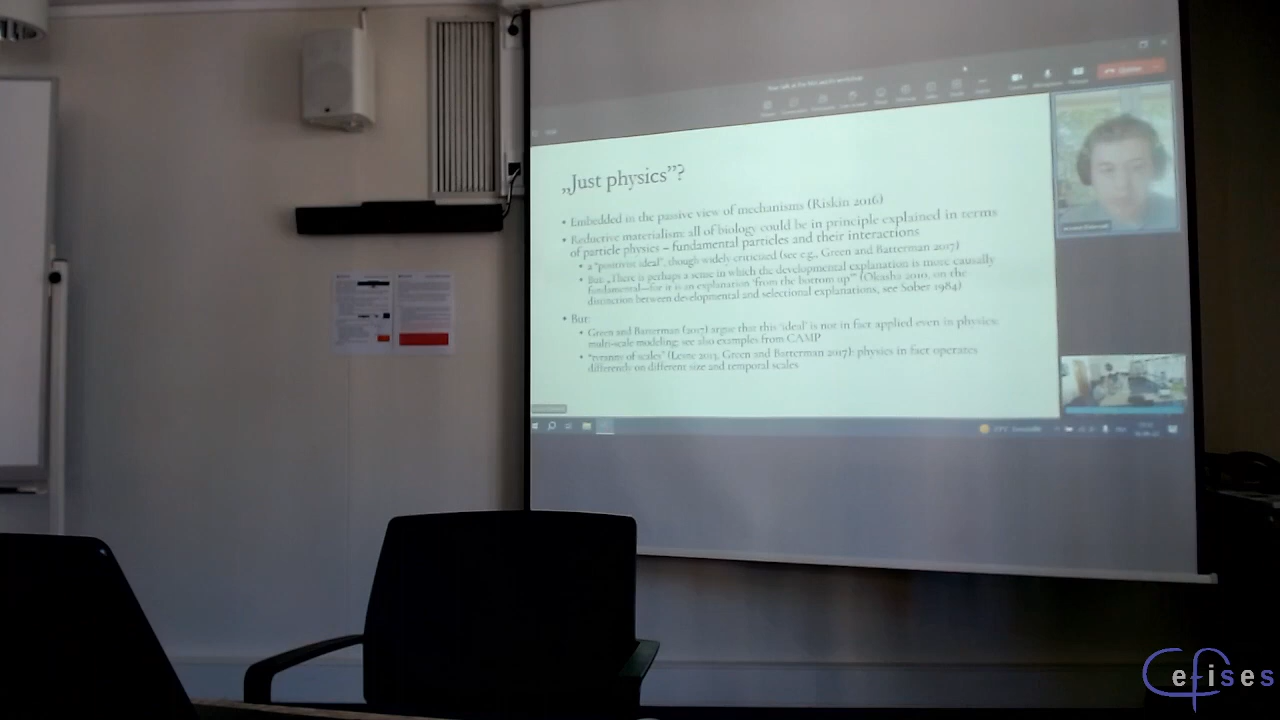 „Just physics”?
• Embedded in the passive view of mechanisms (Riskin 2016)
• Reductive materialism: all of biology could be in principle explained in terms
of particle physics – fundamental particles and their interactions
• a “positivist ideal”, though widely criticised (see e.g., Green and Batterman 2017)
• But: „There is perhaps a sense in which the developmental explanation is more causally
fundamental—for it is an explanation ‘from the bottom up’” (Okasha 2010, on the
distinction between developmental and selectional explanations, see Sober 1984)
• But:
• Green and Batterman (2017) argue that this ‘ideal’ is not in fact applied even in physics:
multi-scale modeling; see also examples from CAMP
• “tyranny of scales” (Lesne 2013, Green and Batterman 2017): physics in fact operates
differently on different size and temporal scales
Cefises